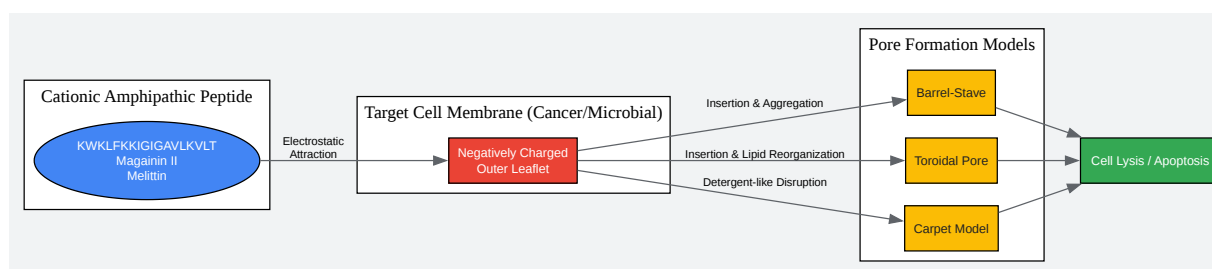 Cationic Amphipathic Peptide
KWKLFKKIGIGAVLKVLT
Magainin II
Melittin
Electrostatic
Attraction
Target Cell Membrane (Cancer/Microbial)
Negatively Charged
Outer Leaflet
Insertion & Aggregation
Insertion & Lipid Reorganization
Detergent-like Disruption
Pore Formation Models
Barrel-Stave
Toroidal Pore
Carpet Model
Cell Lysis / Apoptosis